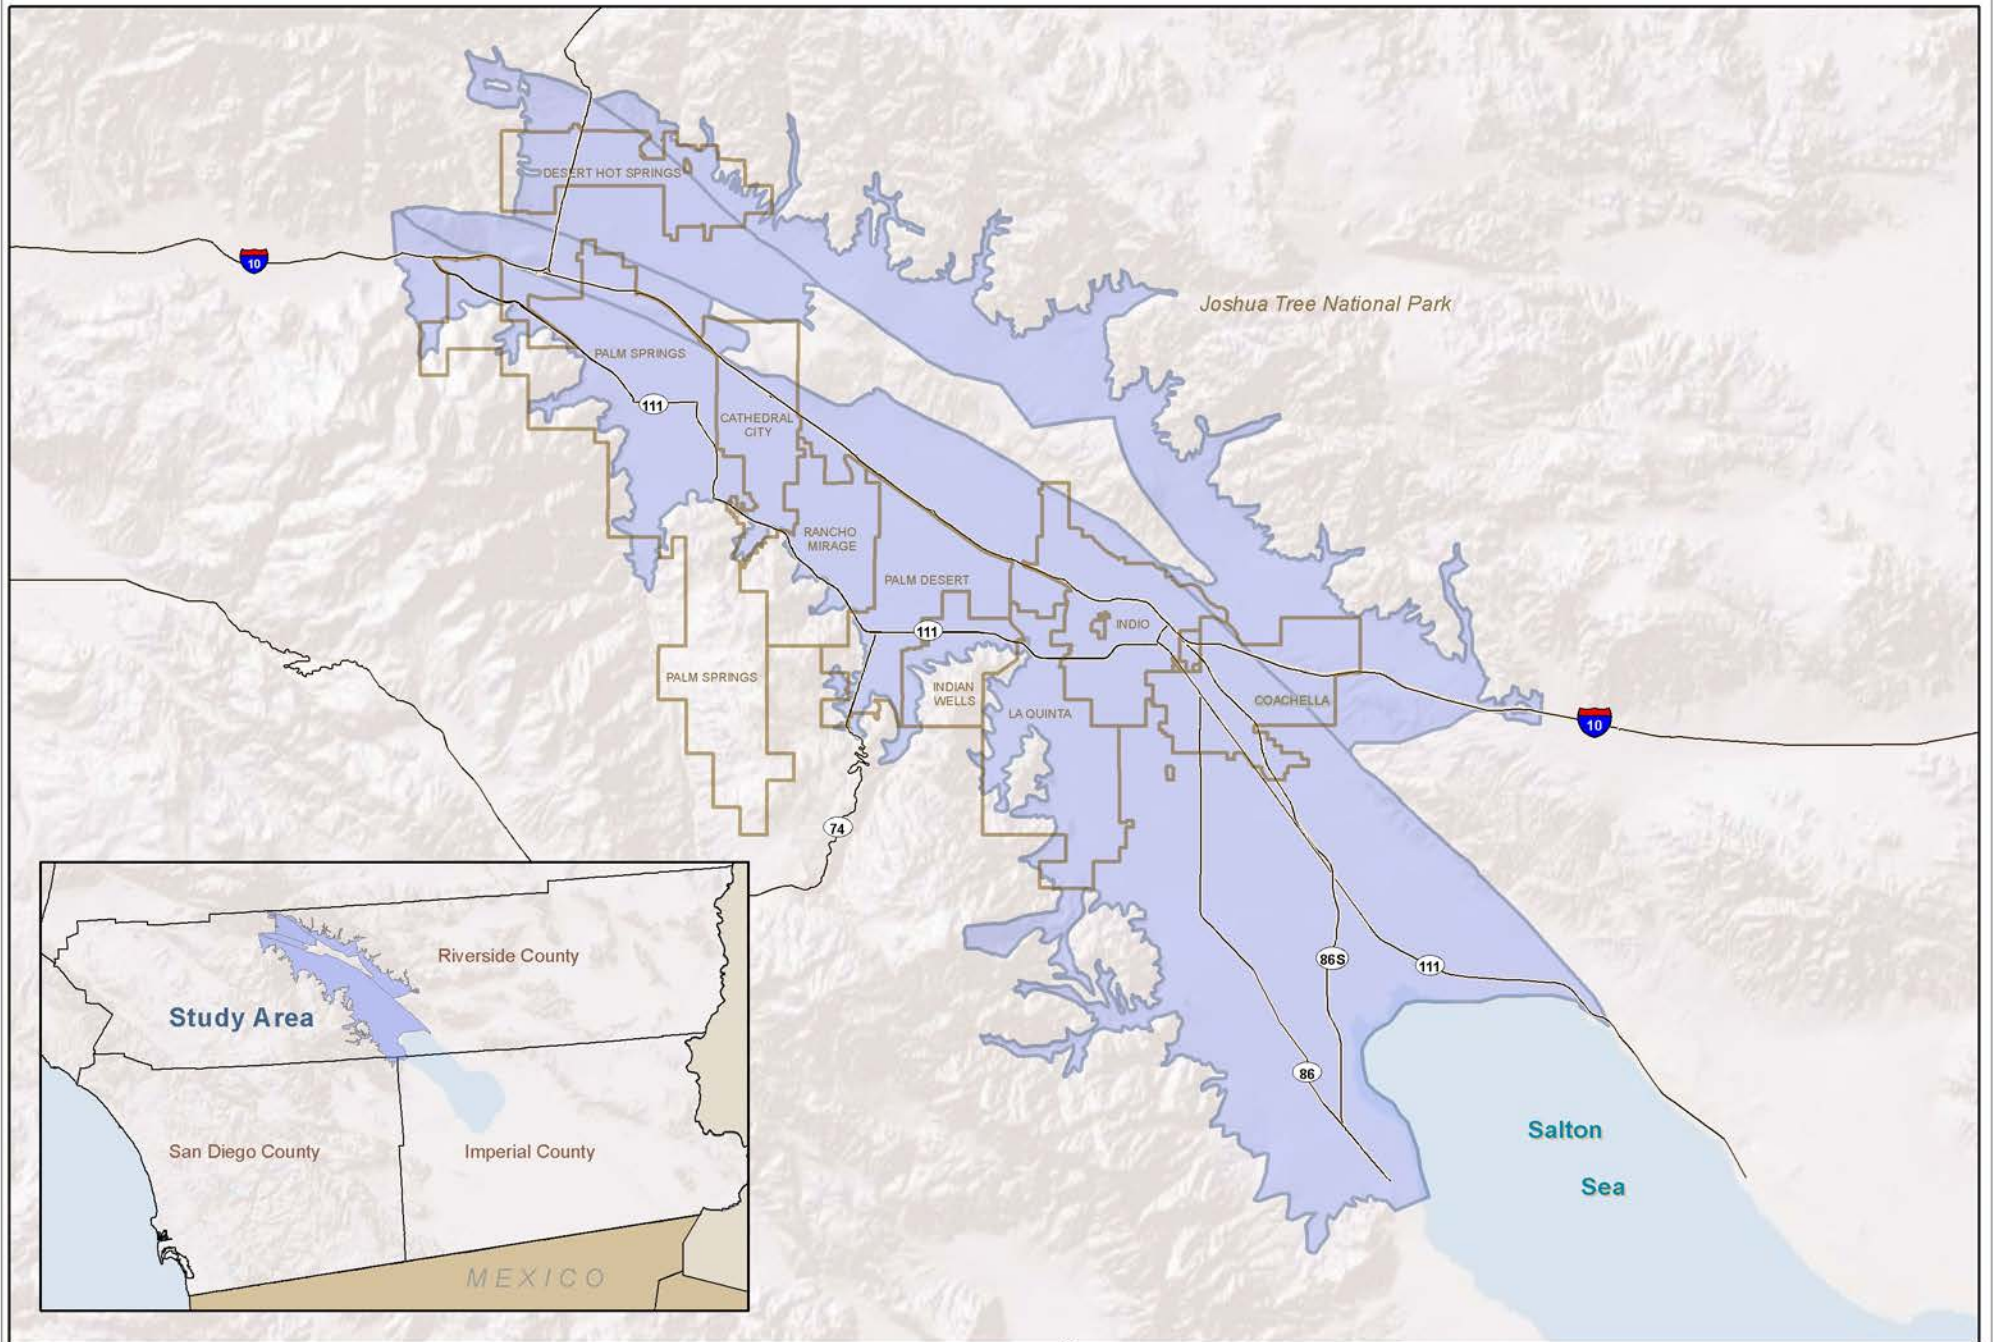 DESERT HOT SPRINGS
10
Joshua Tree National Park
PALM SPRINGS
111
CATHEDRAL
CITY
RANCHO
MIRAGE
PALM DESERT
111
INDIO
PALM SPRINGS
INDIAN
WELLS
LA QUINTA
COACHELLA
10
74
86S
111
86
Salton
Sea
Riverside County
Study Area
San Diego County
Imperial County
MEXICO